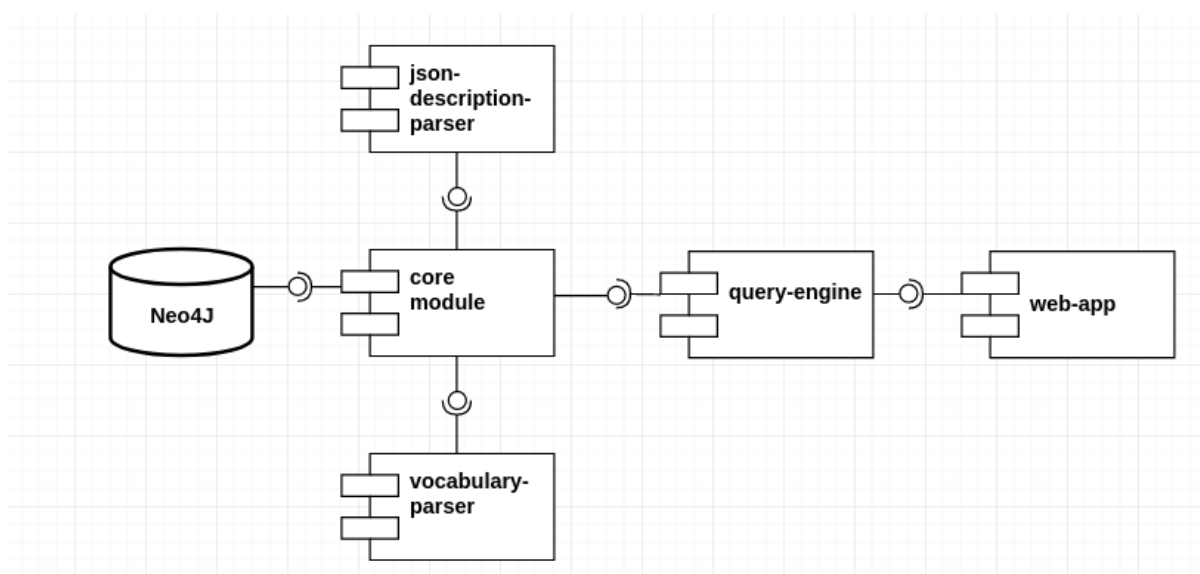 json-
description-
parser
Neo4J
core
module
query-engine
web-app
vocabulary-
parser